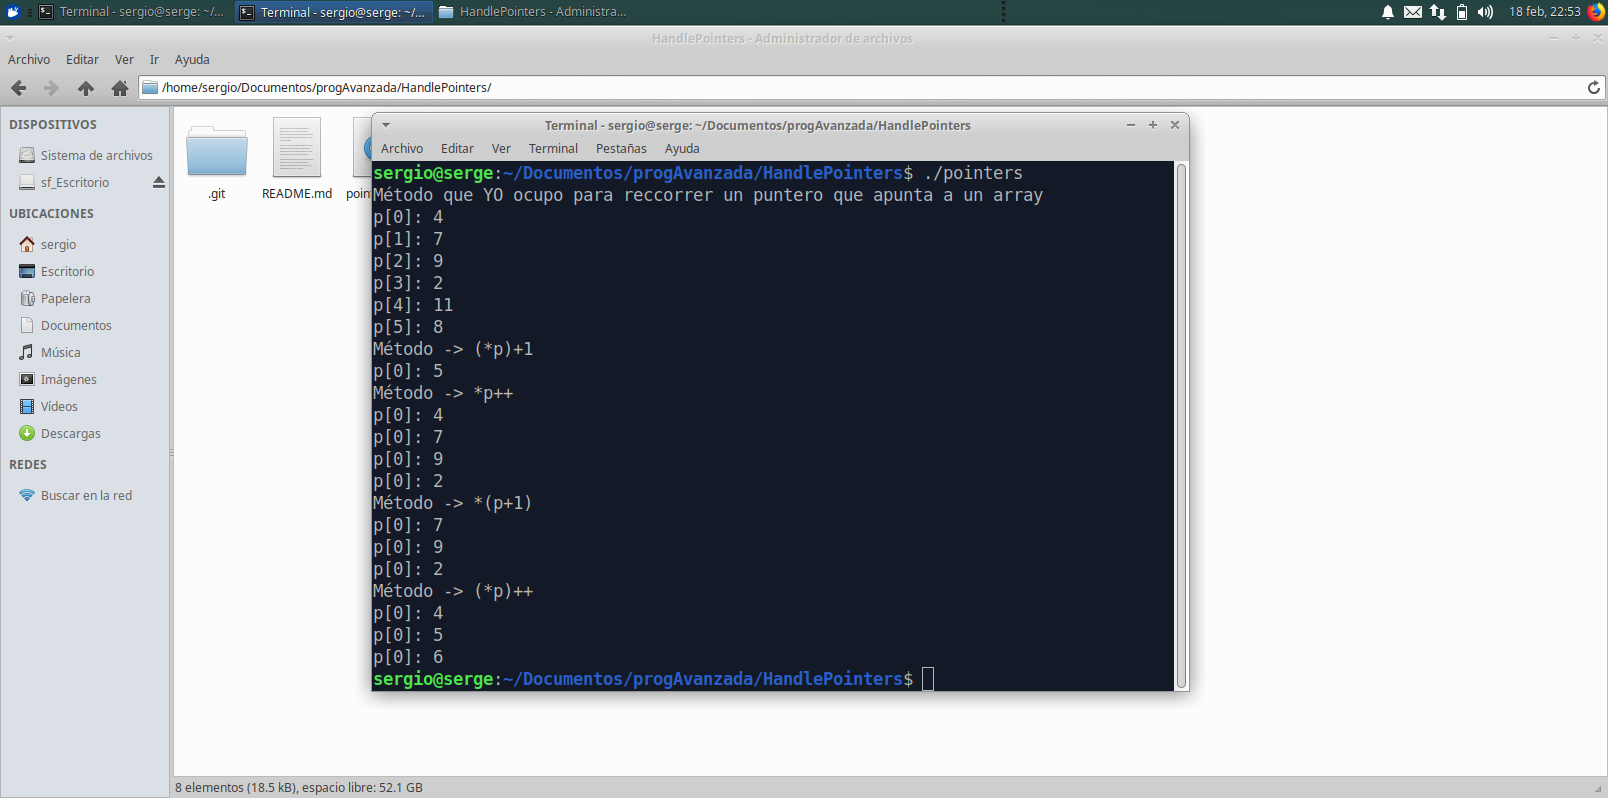 Terminal - sergio@serge: ~/...
Terminal - sergio@serge: ~/...
HandlePointers - Administra...
18 feb, 22:53
HandlePointers - Administrador de archivos
Archivo Editar Ver Ir Ayuda
/home/sergio/Documentos/progAvanzada/HandlePointers/
DISPOSITIVOS
Sistema de archivos
sf_Escritorio
UBICACIONES
sergio
Escritorio
Papelera
Documentos
Música
Imágenes
Vídeos
Descargas
REDES
Buscar en la red
.git
README.md
poin
Terminal - sergio@serge: ~/Documentos/progAvanzada/HandlePointers
Archivo Editar Ver Terminal Pestañas Ayuda
sergio@serge:~/Documentos/progAvanzada/HandlePointers$ ./pointers
Método que YO ocupo para reccorrer un puntero que apunta a un array
p[0]: 4
p[1]: 7
p[2]: 9
p[3]: 2
p[4]: 11
p[5]: 8
Método -> (*p)+1
p[0]: 5
Método -> *p++
p[0]: 4
p[0]: 7
p[0]: 9
p[0]: 2
Método -> *(p+1)
p[0]: 7
p[0]: 9
p[0]: 2
Método -> (*p)++
p[0]: 4
p[0]: 5
p[0]: 6
sergio@serge:~/Documentos/progAvanzada/HandlePointers$
8 elementos (18.5 kB), espacio libre: 52.1 GB